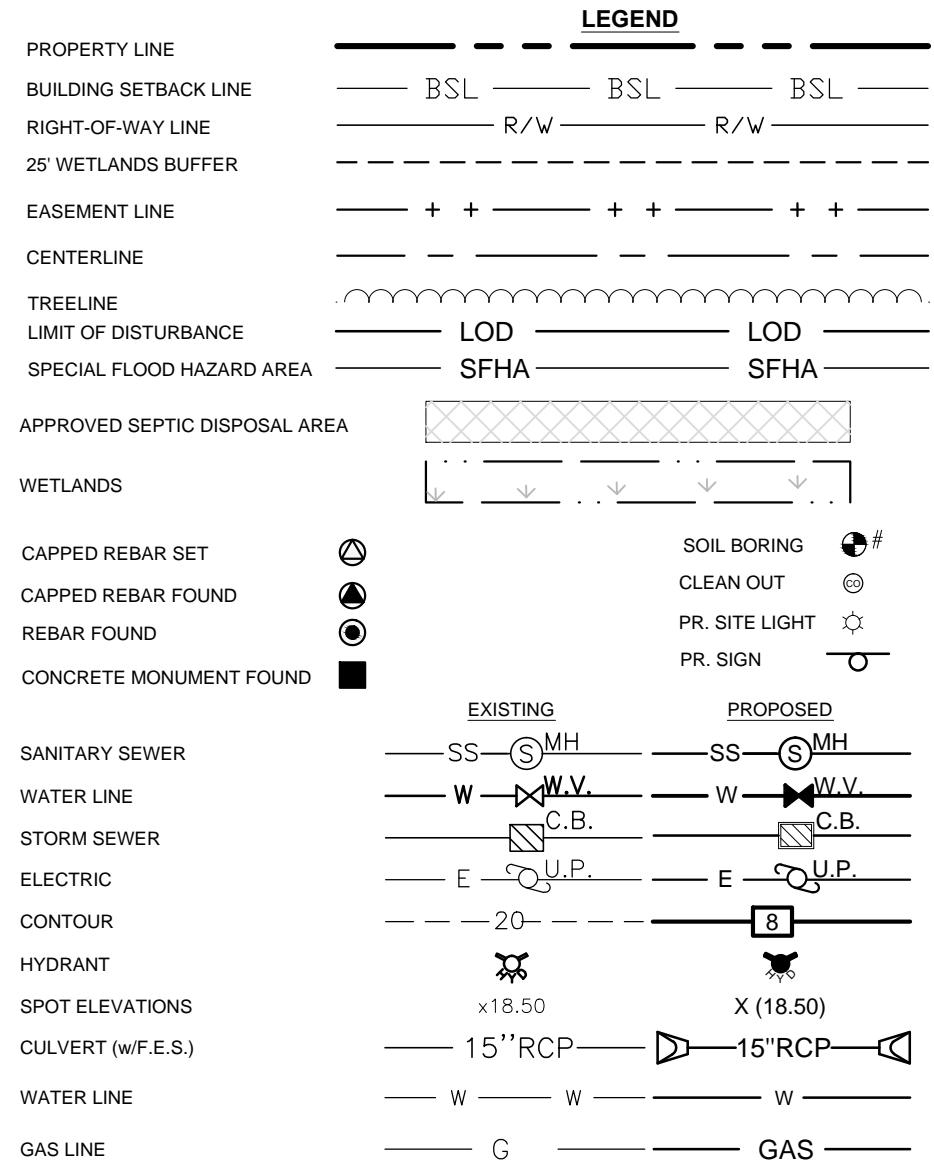 LEGEND
PROPERTY LINE
BUILDING SETBACK LINE BSL BSL BSL
RIGHT-OF-WAY LINE R/W R/W
25' WETLANDS BUFFER
EASEMENT LINE
CENTERLINE
TREELINE
LIMIT OF DISTURBANCE LOD LOD
SPECIAL FLOOD HAZARD AREA SFHA SFHA
APPROVED SEPTIC DISPOSAL AREA
WETLANDS
CAPPED REBAR SET
CAPPED REBAR FOUND
REBAR FOUND
CONCRETE MONUMENT FOUND
SOIL BORING #
CLEAN OUT CO
PR. SITE LIGHT
PR. SIGN
EXISTING PROPOSED
SANITARY SEWER SS S MH SS S MH
WATER LINE W W.V. W W.V.
STORM SEWER C.B. C.B.
ELECTRIC E U.P. E U.P.
CONTOUR 20 8
HYDRANT HYD HYD
SPOT ELEVATIONS x18.50 X (18.50)
CULVERT (w/F.E.S.) 15''RCP 15"RCP
WATER LINE W W W
GAS LINE G GAS